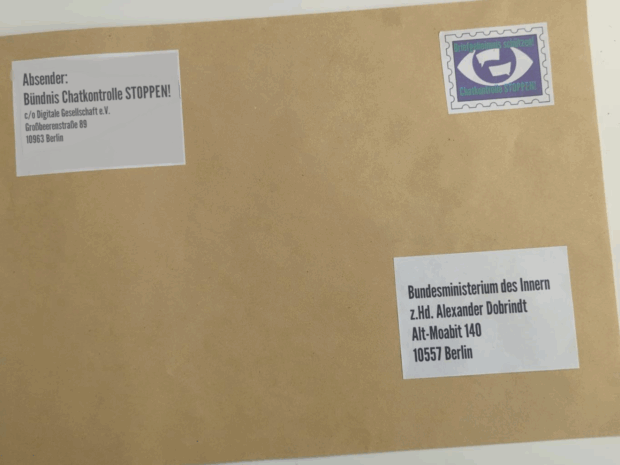 Absender:
Bündnis Chatkontrolle STOPPEN!
c/o Digitale Gesellschaft e.V.
Großbeerenstraße 89
10963 Berlin
Chatkontrolle STOPPEN!
Bundesministerium des Innern
z.Hd. Alexander Dobrindt
Alt-Moabit 140
10557 Berlin